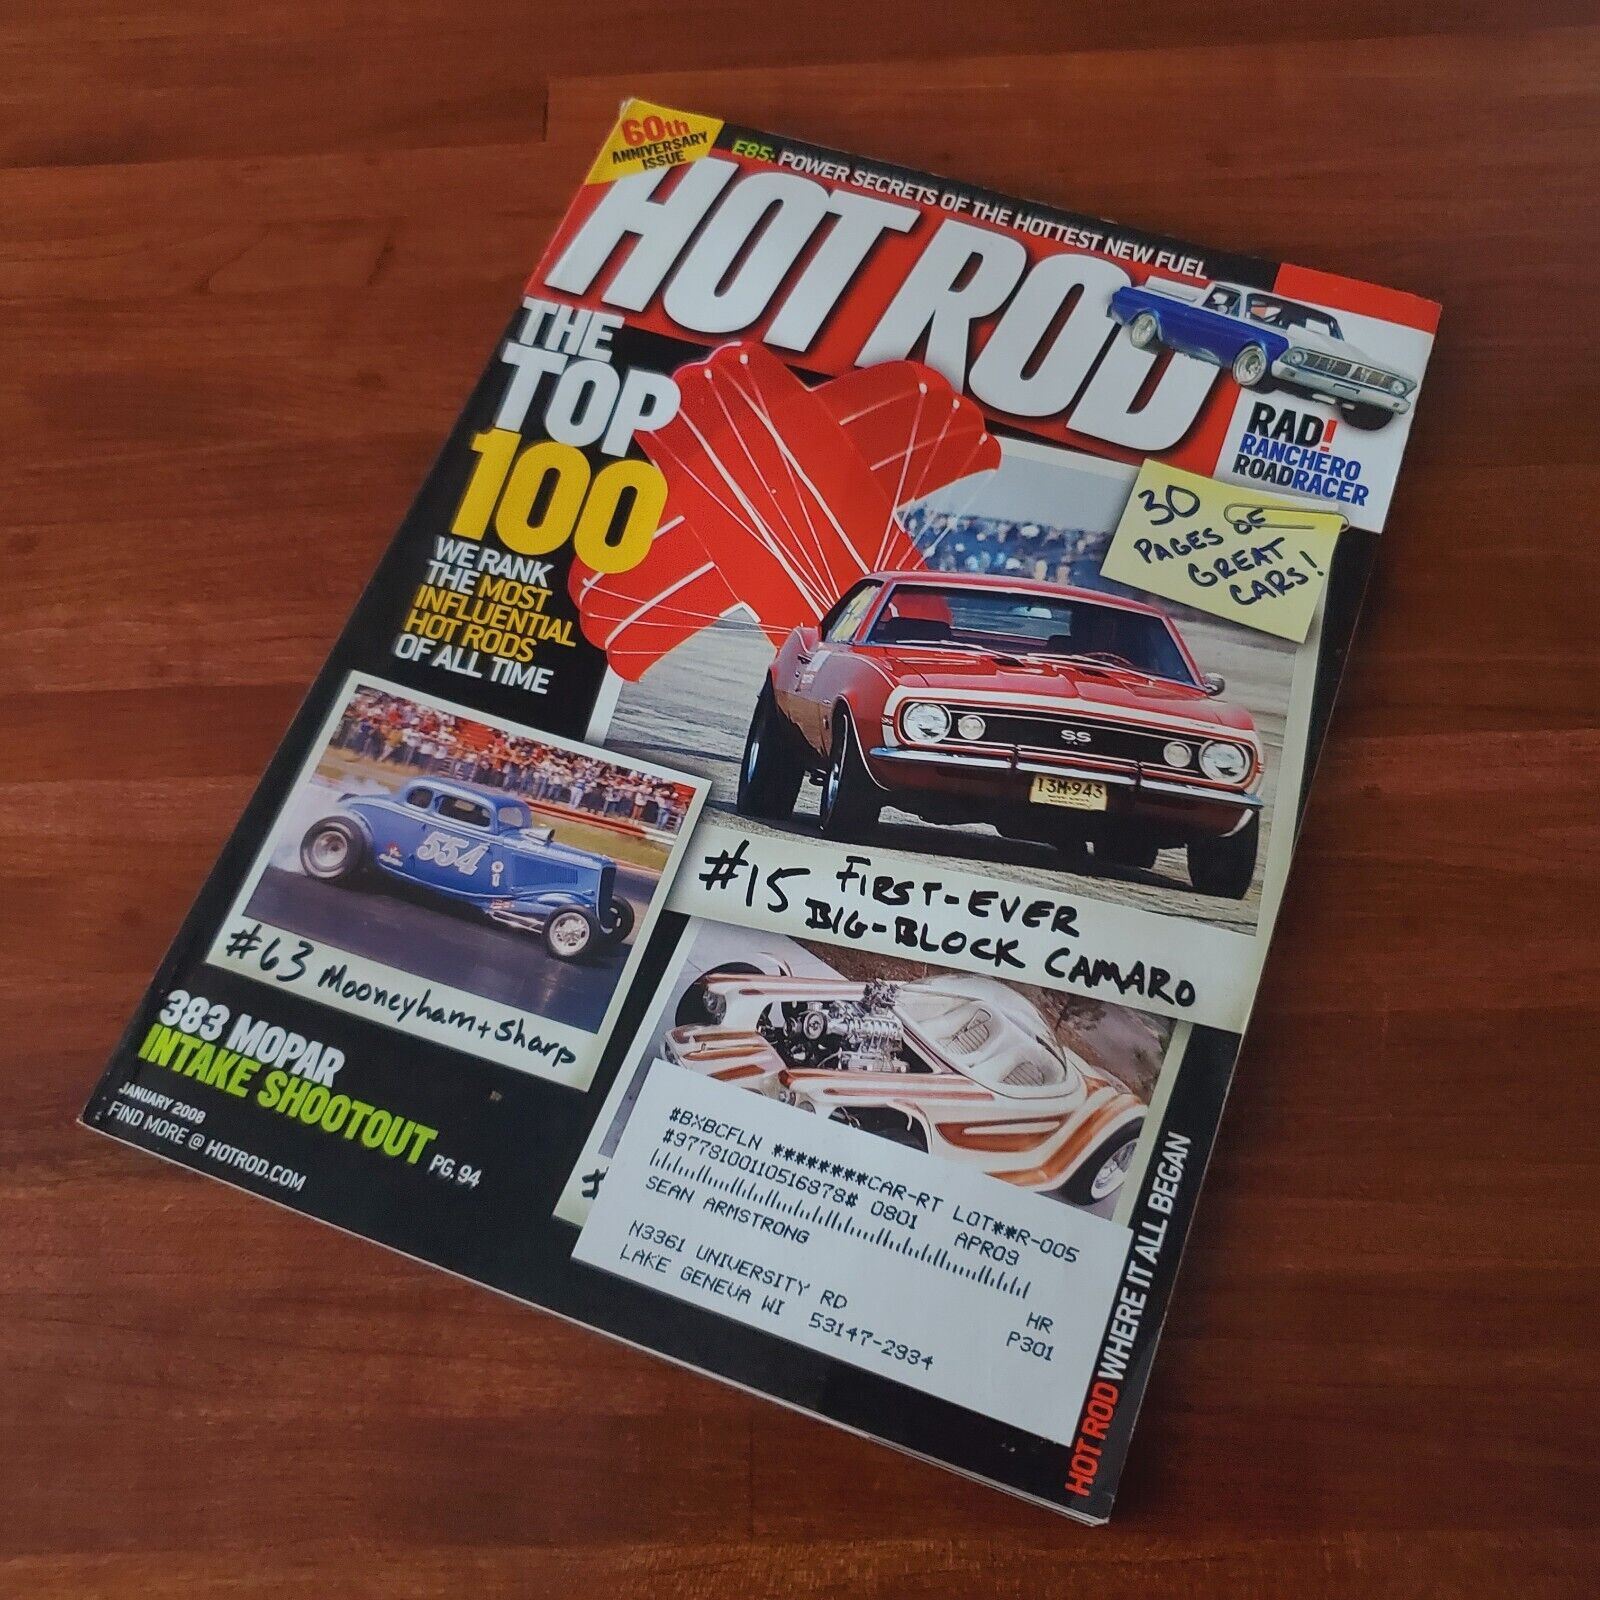 60th
ANNIVERSARY
ISSUE
E85: POWER SECRETS OF THE HOTTEST NEW FUEL
HOT ROD
RAD!
RANCHERO
ROADRACER
THE
TOP
100
WE RANK
THE MOST
INFLUENTIAL
HOT RODS
OF ALL TIME
30
PAGES OF
GREAT
CARS!
SS
13M-943
554
#15 FIRST-EVER
BIG-BLOCK CAMARO
#63 Mooneyham + Sharp
383 MOPAR
INTAKE SHOOTOUT PG. 94
JANUARY 2008
FIND MORE @ HOTROD.COM
#BXBCFLN ********CAR-RT LOT**R-005
#9778100110516878# 0801 APR09
SEAN ARMSTRONG
N3361 UNIVERSITY RD HR
LAKE GENEVA WI 53147-2934 P301
HOT ROD WHERE IT ALL BEGAN